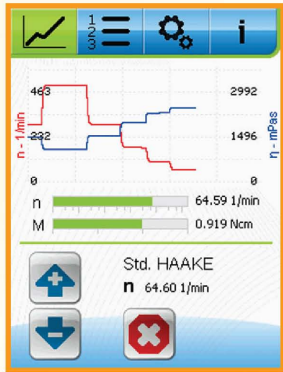 1
2
3
i
463 2992
232 1496
0 0
n - 1/min
η - mPas
n 64.59 1/min
M 0.919 Ncm
Std. HAAKE
n 64.60 1/min